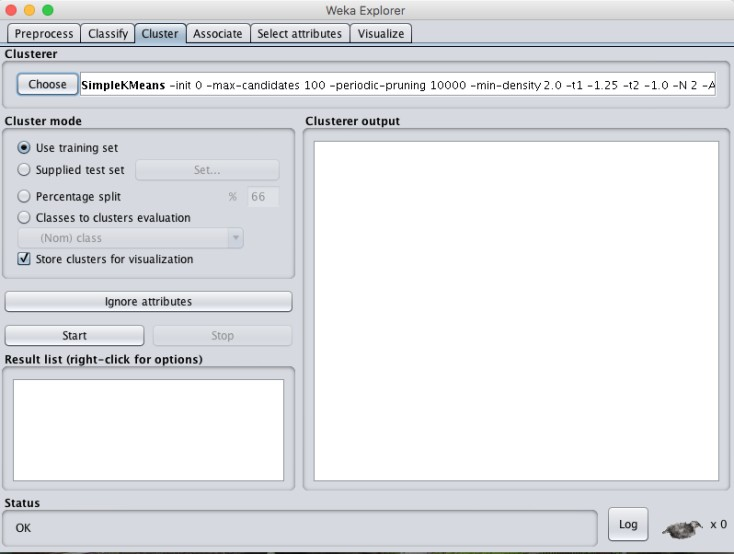 Weka Explorer
Preprocess Classify Cluster Associate Select attributes Visualize
Clusterer
Choose SimpleKMeans -init 0 -max-candidates 100 -periodic-pruning 10000 -min-density 2.0 -t1 -1.25 -t2 -1.0 -N 2 -A
Cluster mode
Use training set
Supplied test set Set...
Percentage split % 66
Classes to clusters evaluation
(Nom) class
Store clusters for visualization
Ignore attributes
Start Stop
Result list (right-click for options)
Clusterer output
Status
OK
Log x 0